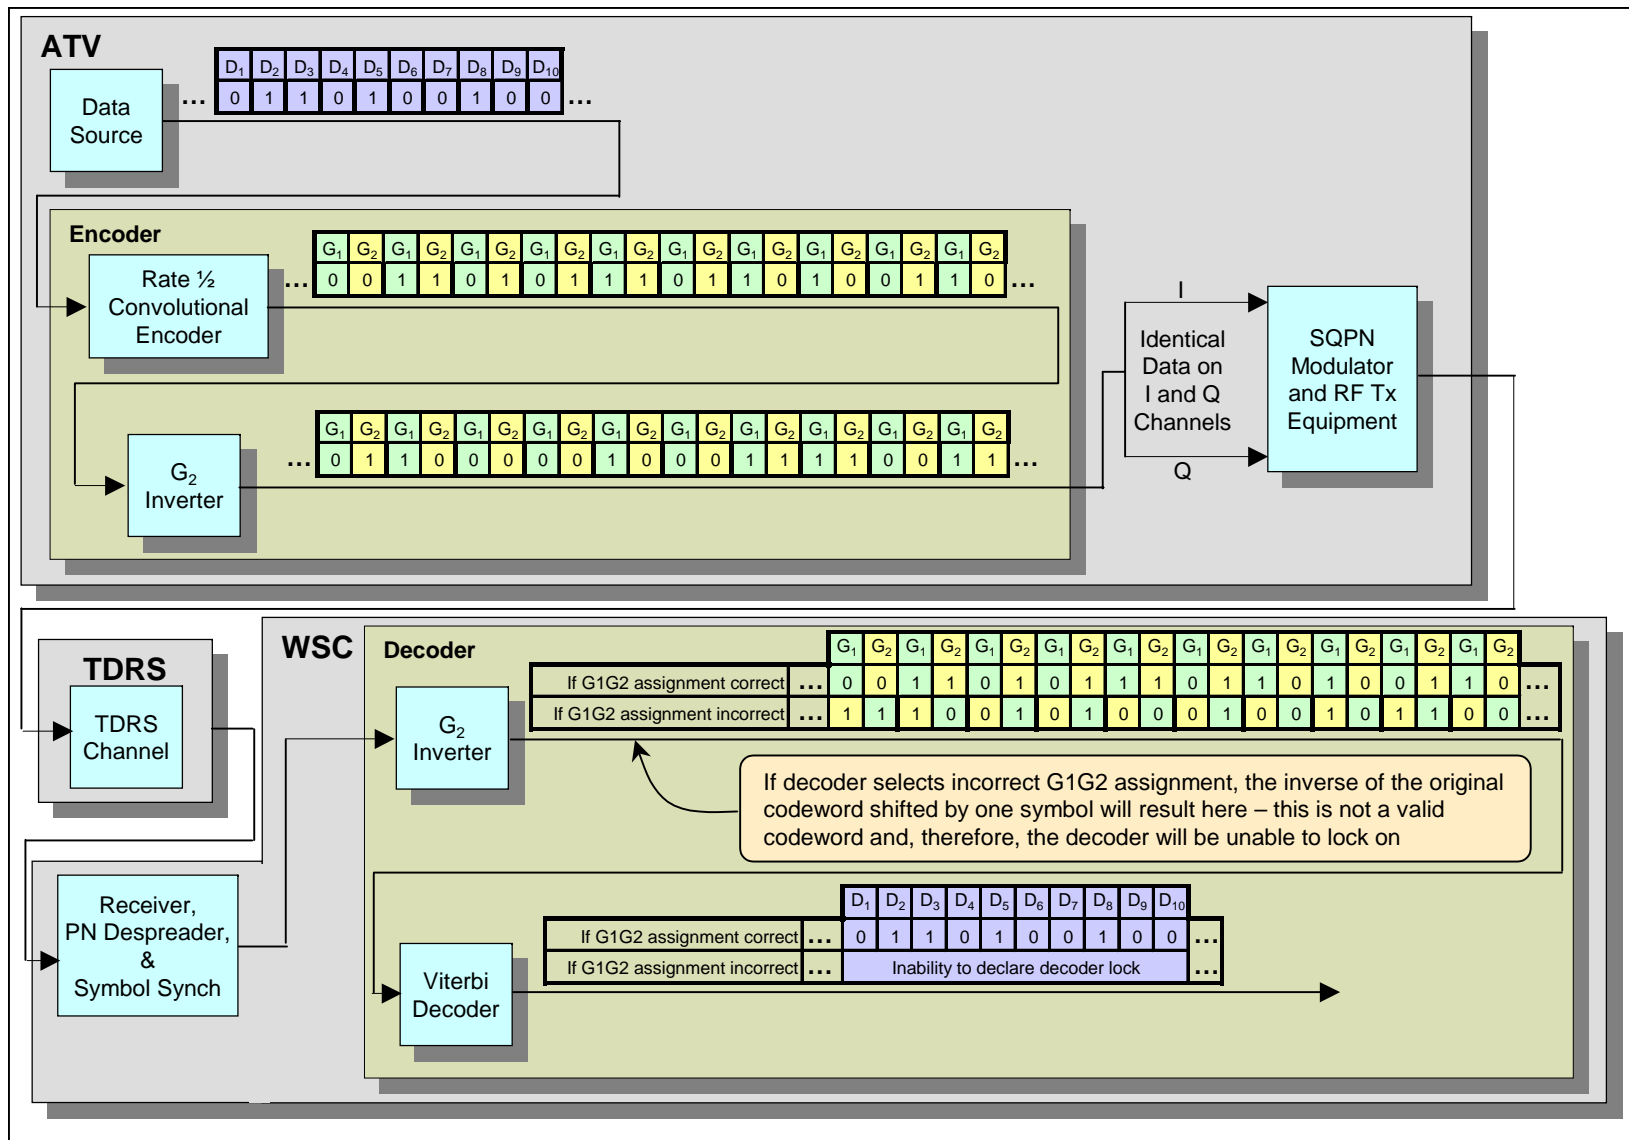 ATV
Data
Source
D1 D2 D3 D4 D5 D6 D7 D8 D9 D10
... 0 1 1 0 1 0 0 1 0 0 ...
Encoder
Rate ½
Convolutional
Encoder
G1 G2 G1 G2 G1 G2 G1 G2 G1 G2 G1 G2 G1 G2 G1 G2 G1 G2 G1 G2
... 0 0 1 1 0 1 0 1 1 1 0 1 1 0 1 0 0 1 1 0 ...
G2
Inverter
G1 G2 G1 G2 G1 G2 G1 G2 G1 G2 G1 G2 G1 G2 G1 G2 G1 G2 G1 G2
... 0 1 1 0 0 0 0 0 1 0 0 0 1 1 1 1 0 0 1 1 ...
I
Identical
Data on
I and Q
Channels
Q
SQPN
Modulator
and RF Tx
Equipment
TDRS
TDRS
Channel
WSC
Decoder
G2
Inverter
G1 G2 G1 G2 G1 G2 G1 G2 G1 G2 G1 G2 G1 G2 G1 G2 G1 G2 G1 G2
If G1G2 assignment correct ... 0 0 1 1 0 1 0 1 1 1 0 1 1 0 1 0 0 1 1 0 ...
If G1G2 assignment incorrect ... 1 1 1 0 0 1 0 1 0 0 0 1 0 0 1 0 1 1 0 0 ...
If decoder selects incorrect G1G2 assignment, the inverse of the original
codeword shifted by one symbol will result here – this is not a valid
codeword and, therefore, the decoder will be unable to lock on
Receiver,
PN Despreader,
&
Symbol Synch
Viterbi
Decoder
D1 D2 D3 D4 D5 D6 D7 D8 D9 D10
If G1G2 assignment correct ... 0 1 1 0 1 0 0 1 0 0 ...
If G1G2 assignment incorrect ... Inability to declare decoder lock ...